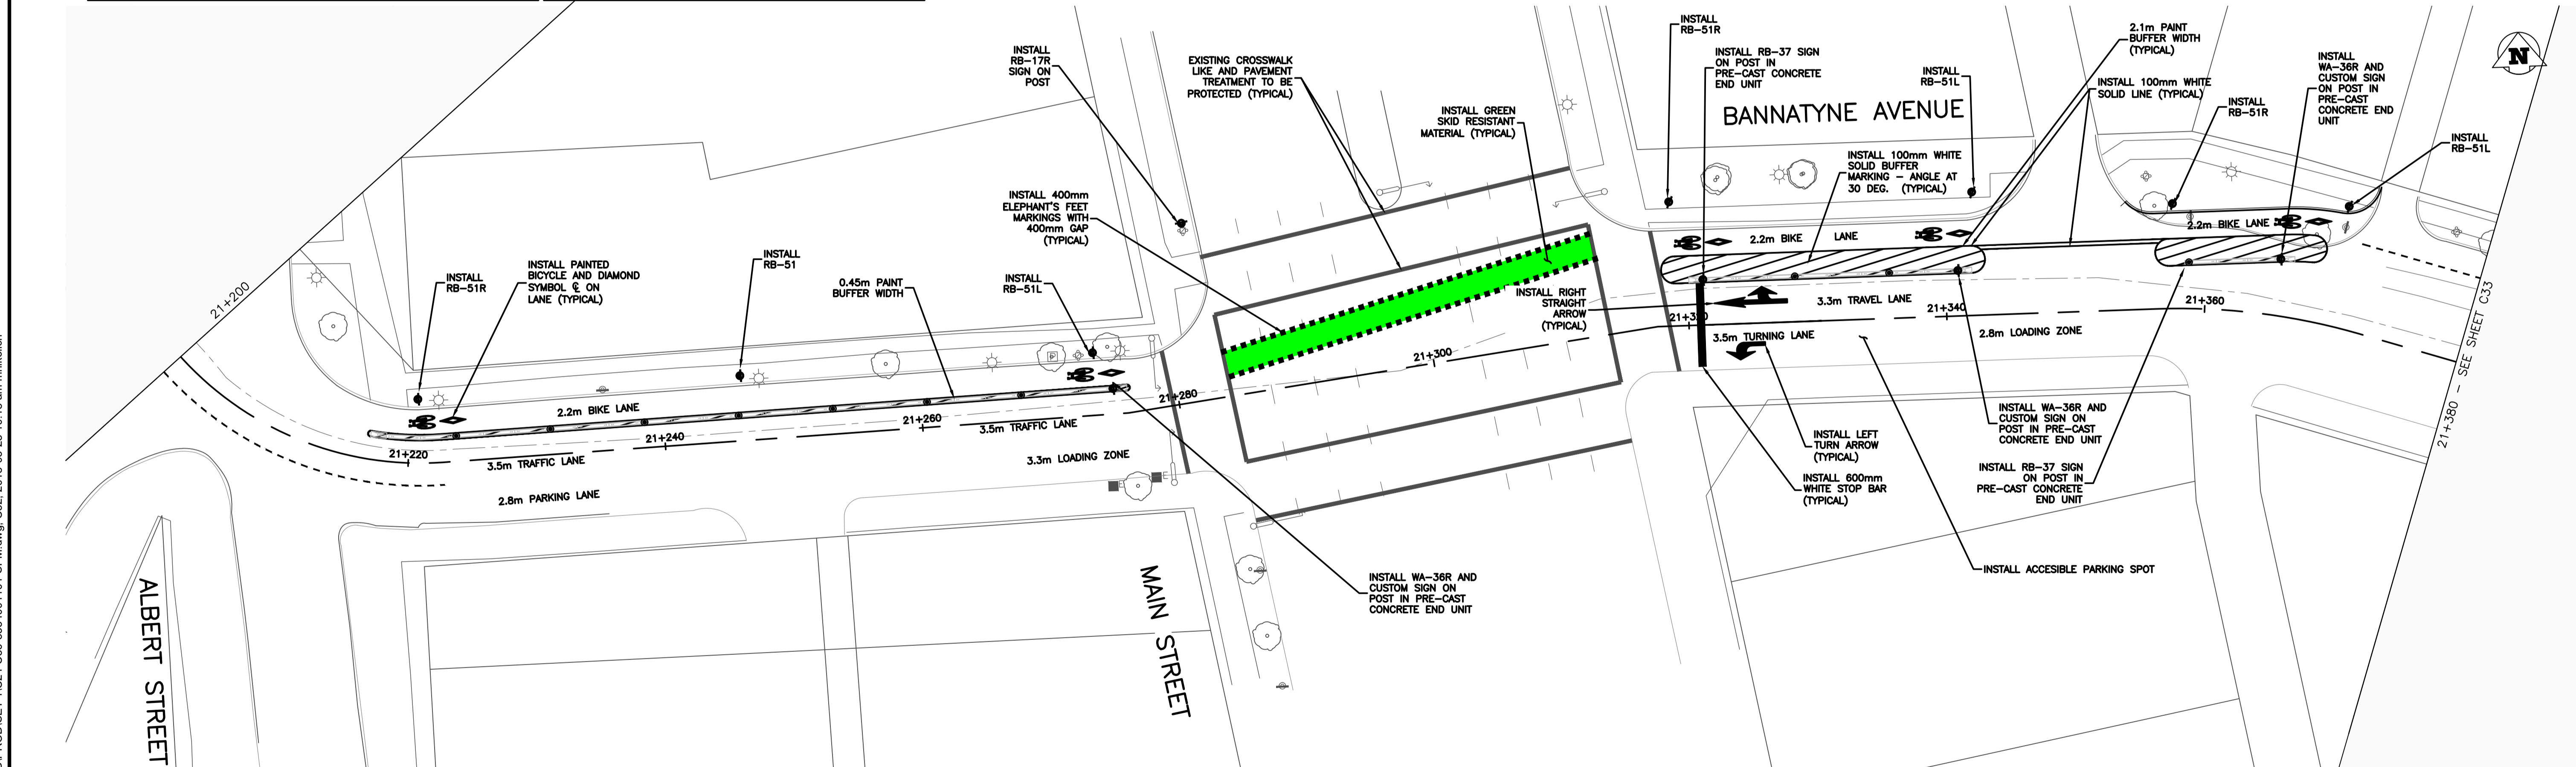 INSTALL
RB-17R
SIGN ON
POST
EXISTING CROSSWALK
LIKE AND PAVEMENT
TREATMENT TO BE
PROTECTED (TYPICAL)
INSTALL GREEN
SKID RESISTANT
MATERIAL (TYPICAL)
INSTALL
RB-51R
INSTALL RB-37 SIGN
ON POST IN
PRE-CAST CONCRETE
END UNIT
INSTALL
RB-51L
BANNATYNE AVENUE
2.1m PAINT
BUFFER WIDTH
(TYPICAL)
INSTALL 100mm WHITE
SOLID LINE (TYPICAL)
INSTALL
RB-51R
INSTALL
WA-36R AND
CUSTOM SIGN
ON POST IN
PRE-CAST
CONCRETE END
UNIT
N
INSTALL
RB-51L
INSTALL 100mm WHITE
SOLID BUFFER
MARKING - ANGLE AT
30 DEG. (TYPICAL)
INSTALL 400mm
ELEPHANT'S FEET
MARKINGS WITH
400mm GAP
(TYPICAL)
21+200
INSTALL
RB-51R
INSTALL PAINTED
BICYCLE AND DIAMOND
SYMBOL ℄ ON
LANE (TYPICAL)
INSTALL
RB-51
0.45m PAINT
BUFFER WIDTH
INSTALL
RB-51L
2.2m BIKE LANE
2.2m BIKE LANE
INSTALL RIGHT
STRAIGHT
ARROW
(TYPICAL)
3.3m TRAVEL LANE
21+340
21+360
3.5m TURNING LANE
2.8m LOADING ZONE
21+300
21+280
2.2m BIKE LANE
21+260
3.5m TRAFFIC LANE
21+240
21+220
3.5m TRAFFIC LANE
3.3m LOADING ZONE
2.8m PARKING LANE
21+380 - SEE SHEET C33
INSTALL LEFT
TURN ARROW
(TYPICAL)
INSTALL WA-36R AND
CUSTOM SIGN ON
POST IN PRE-CAST
CONCRETE END UNIT
INSTALL 600mm
WHITE STOP BAR
(TYPICAL)
INSTALL RB-37 SIGN
ON POST IN
PRE-CAST CONCRETE
END UNIT
INSTALL ACCESIBLE PARKING SPOT
INSTALL WA-36R AND
CUSTOM SIGN ON
POST IN PRE-CAST
CONCRETE END UNIT
ALBERT STREET
MAIN STREET